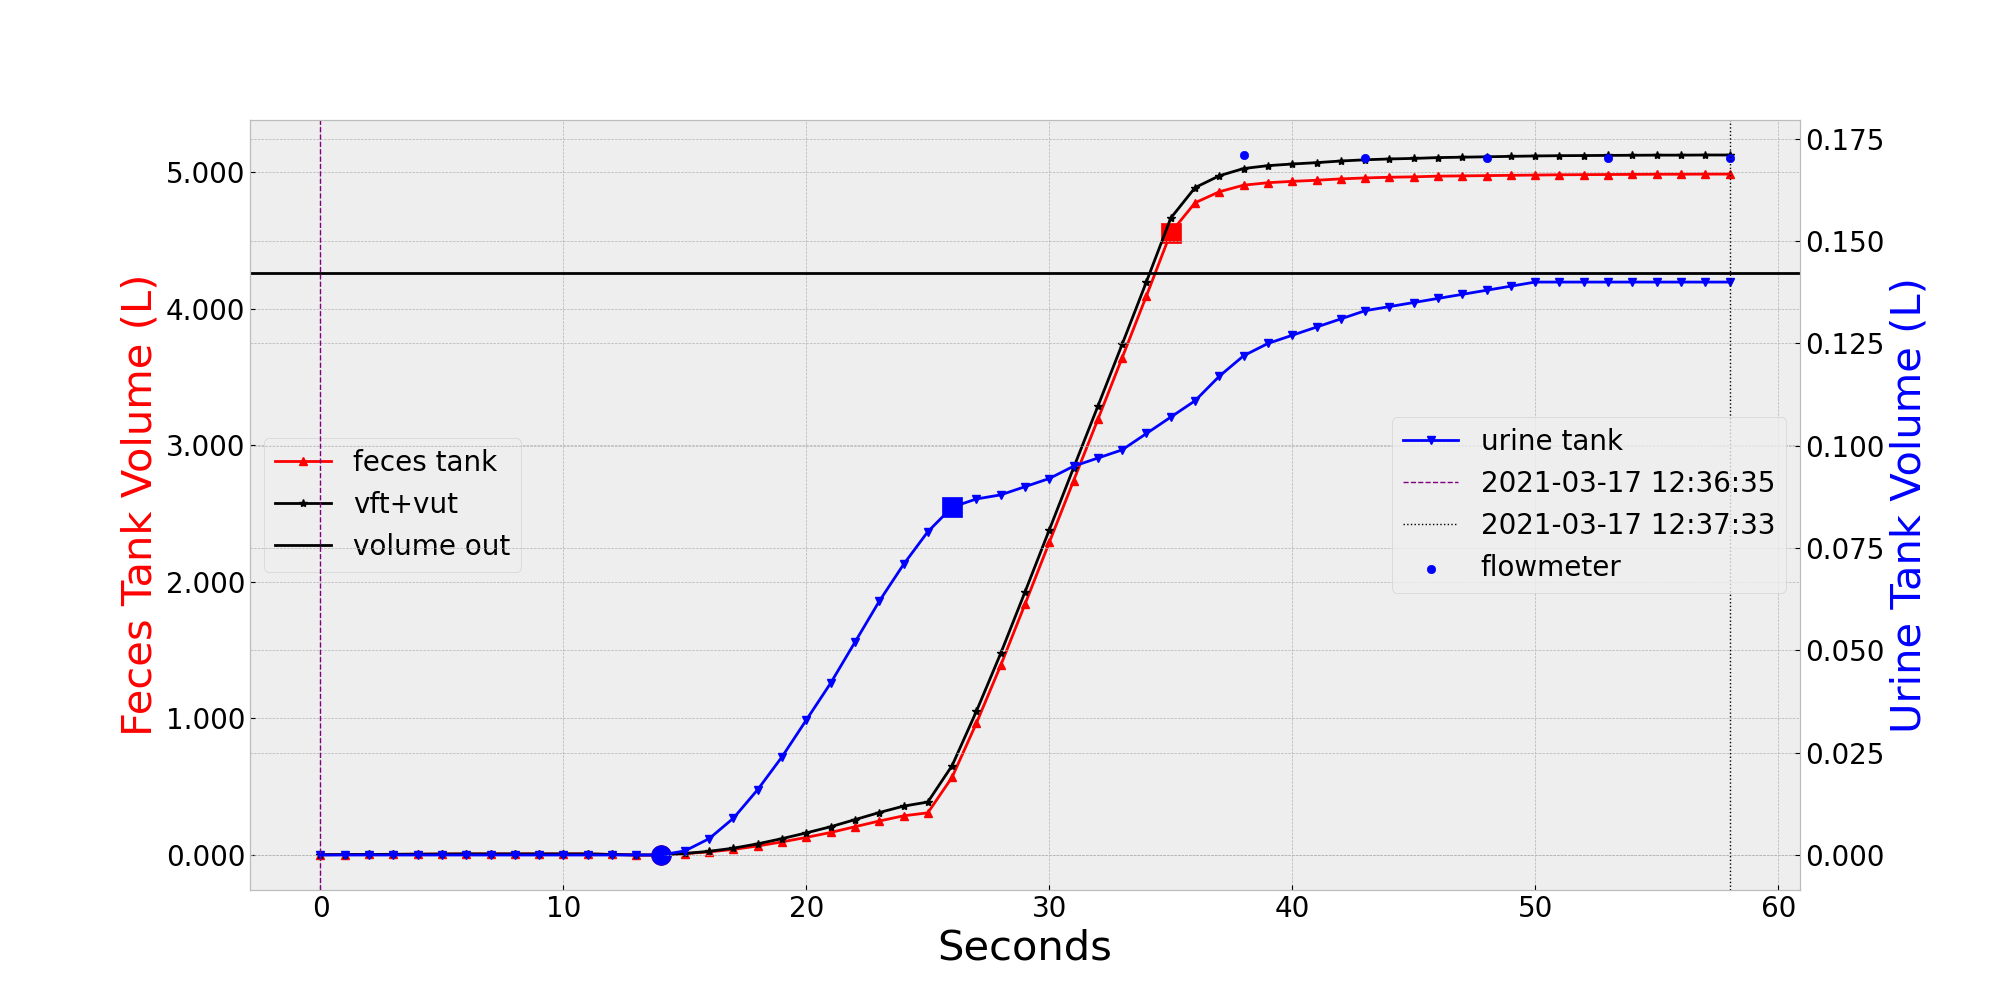 Feces Tank Volume (L)
5.000
4.000
3.000
2.000
1.000
0.000
feces tank
vft+vut
volume out
0.175
0.150
0.125
0.100
0.075
0.050
0.025
0.000
urine tank
2021-03-17 12:36:35
2021-03-17 12:37:33
flowmeter
Urine Tank Volume (L)
0 10 20 30 40 50 60
Seconds